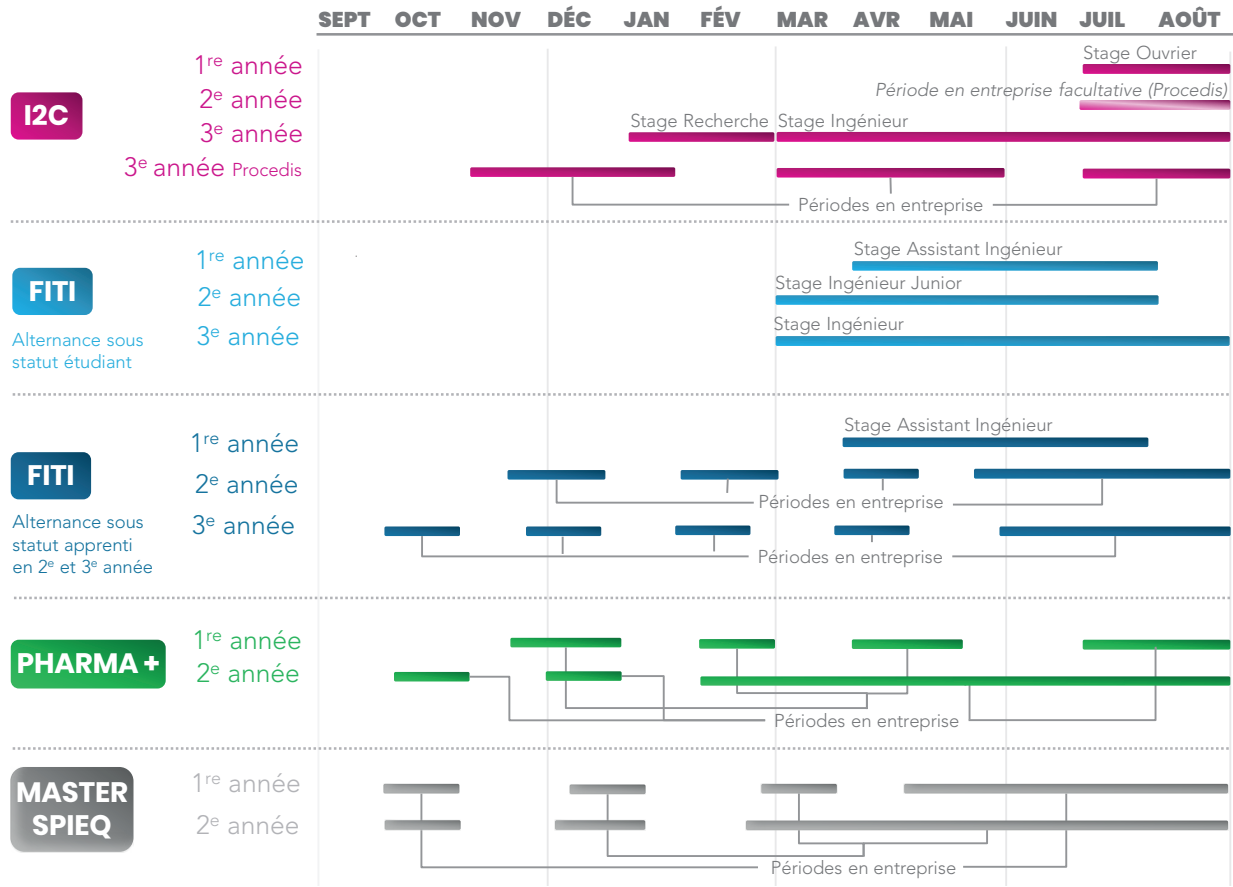 SEPT OCT NOV DÉC JAN FÉV MAR AVR MAI JUIN JUIL AOÛT
I2C
1re année
Stage Ouvrier
2e année
Période en entreprise facultative (Procedis)
3e année
Stage Recherche
Stage Ingénieur
3e année Procedis
Périodes en entreprise
FITI
Alternance sous
statut étudiant
1re année
Stage Assistant Ingénieur
2e année
Stage Ingénieur Junior
3e année
Stage Ingénieur
FITI
Alternance sous
statut apprenti
en 2e et 3e année
1re année
Stage Assistant Ingénieur
2e année
Périodes en entreprise
3e année
Périodes en entreprise
PHARMA +
1re année
2e année
Périodes en entreprise
MASTER
SPIEQ
1re année
2e année
Périodes en entreprise